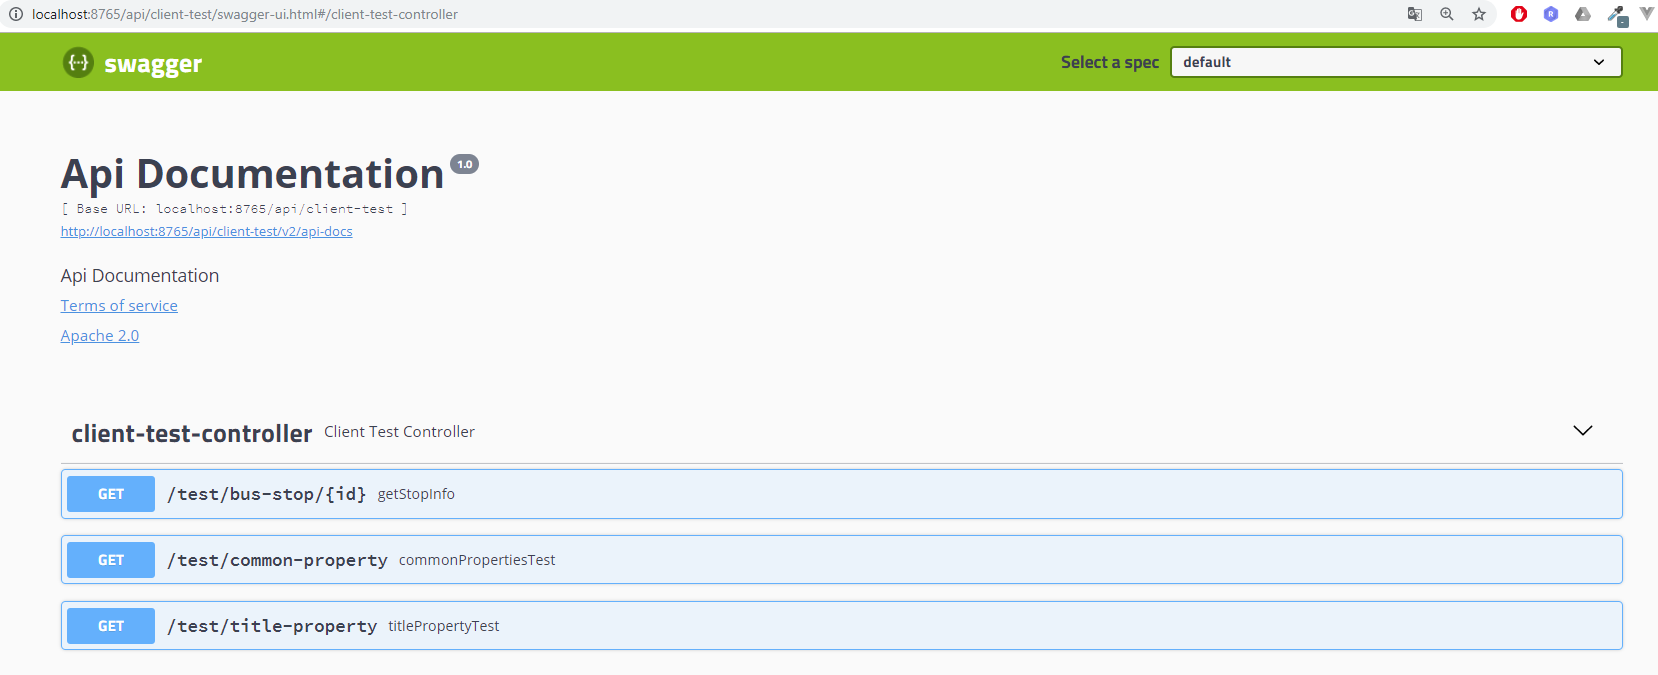 localhost:8765/api/client-test/swagger-ui.html#/client-test-controller
{···} swagger Select a spec default
Api Documentation 1.0
[ Base URL: localhost:8765/api/client-test ]
http://localhost:8765/api/client-test/v2/api-docs
Api Documentation
Terms of service
Apache 2.0
client-test-controller Client Test Controller
GET /test/bus-stop/{id} getStopInfo
GET /test/common-property commonPropertiesTest
GET /test/title-property titlePropertyTest